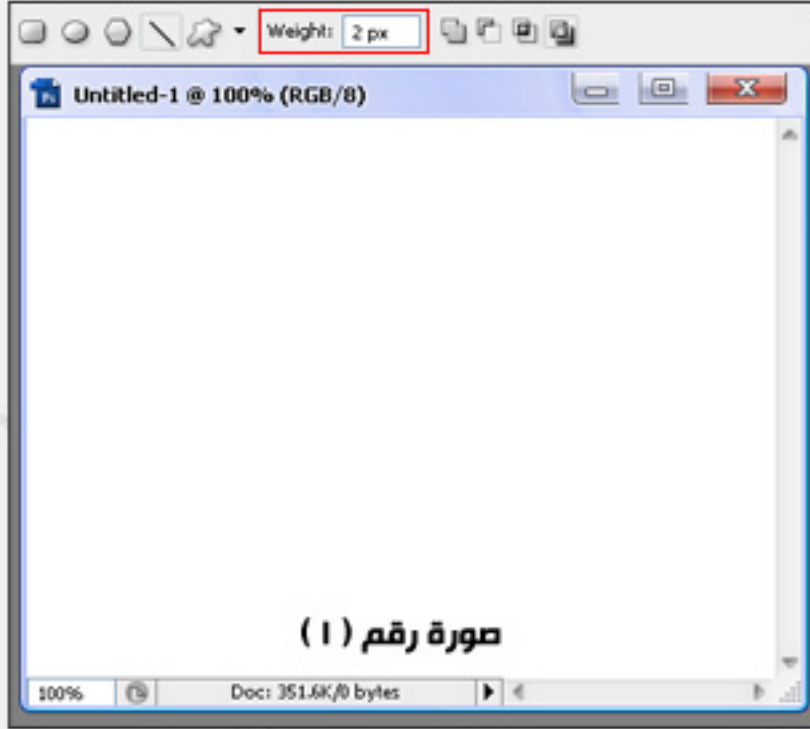 Weight: 2 px
Untitled-1 @ 100% (RGB/8)
صورة رقم (١)
100% Doc: 351.6K/0 bytes